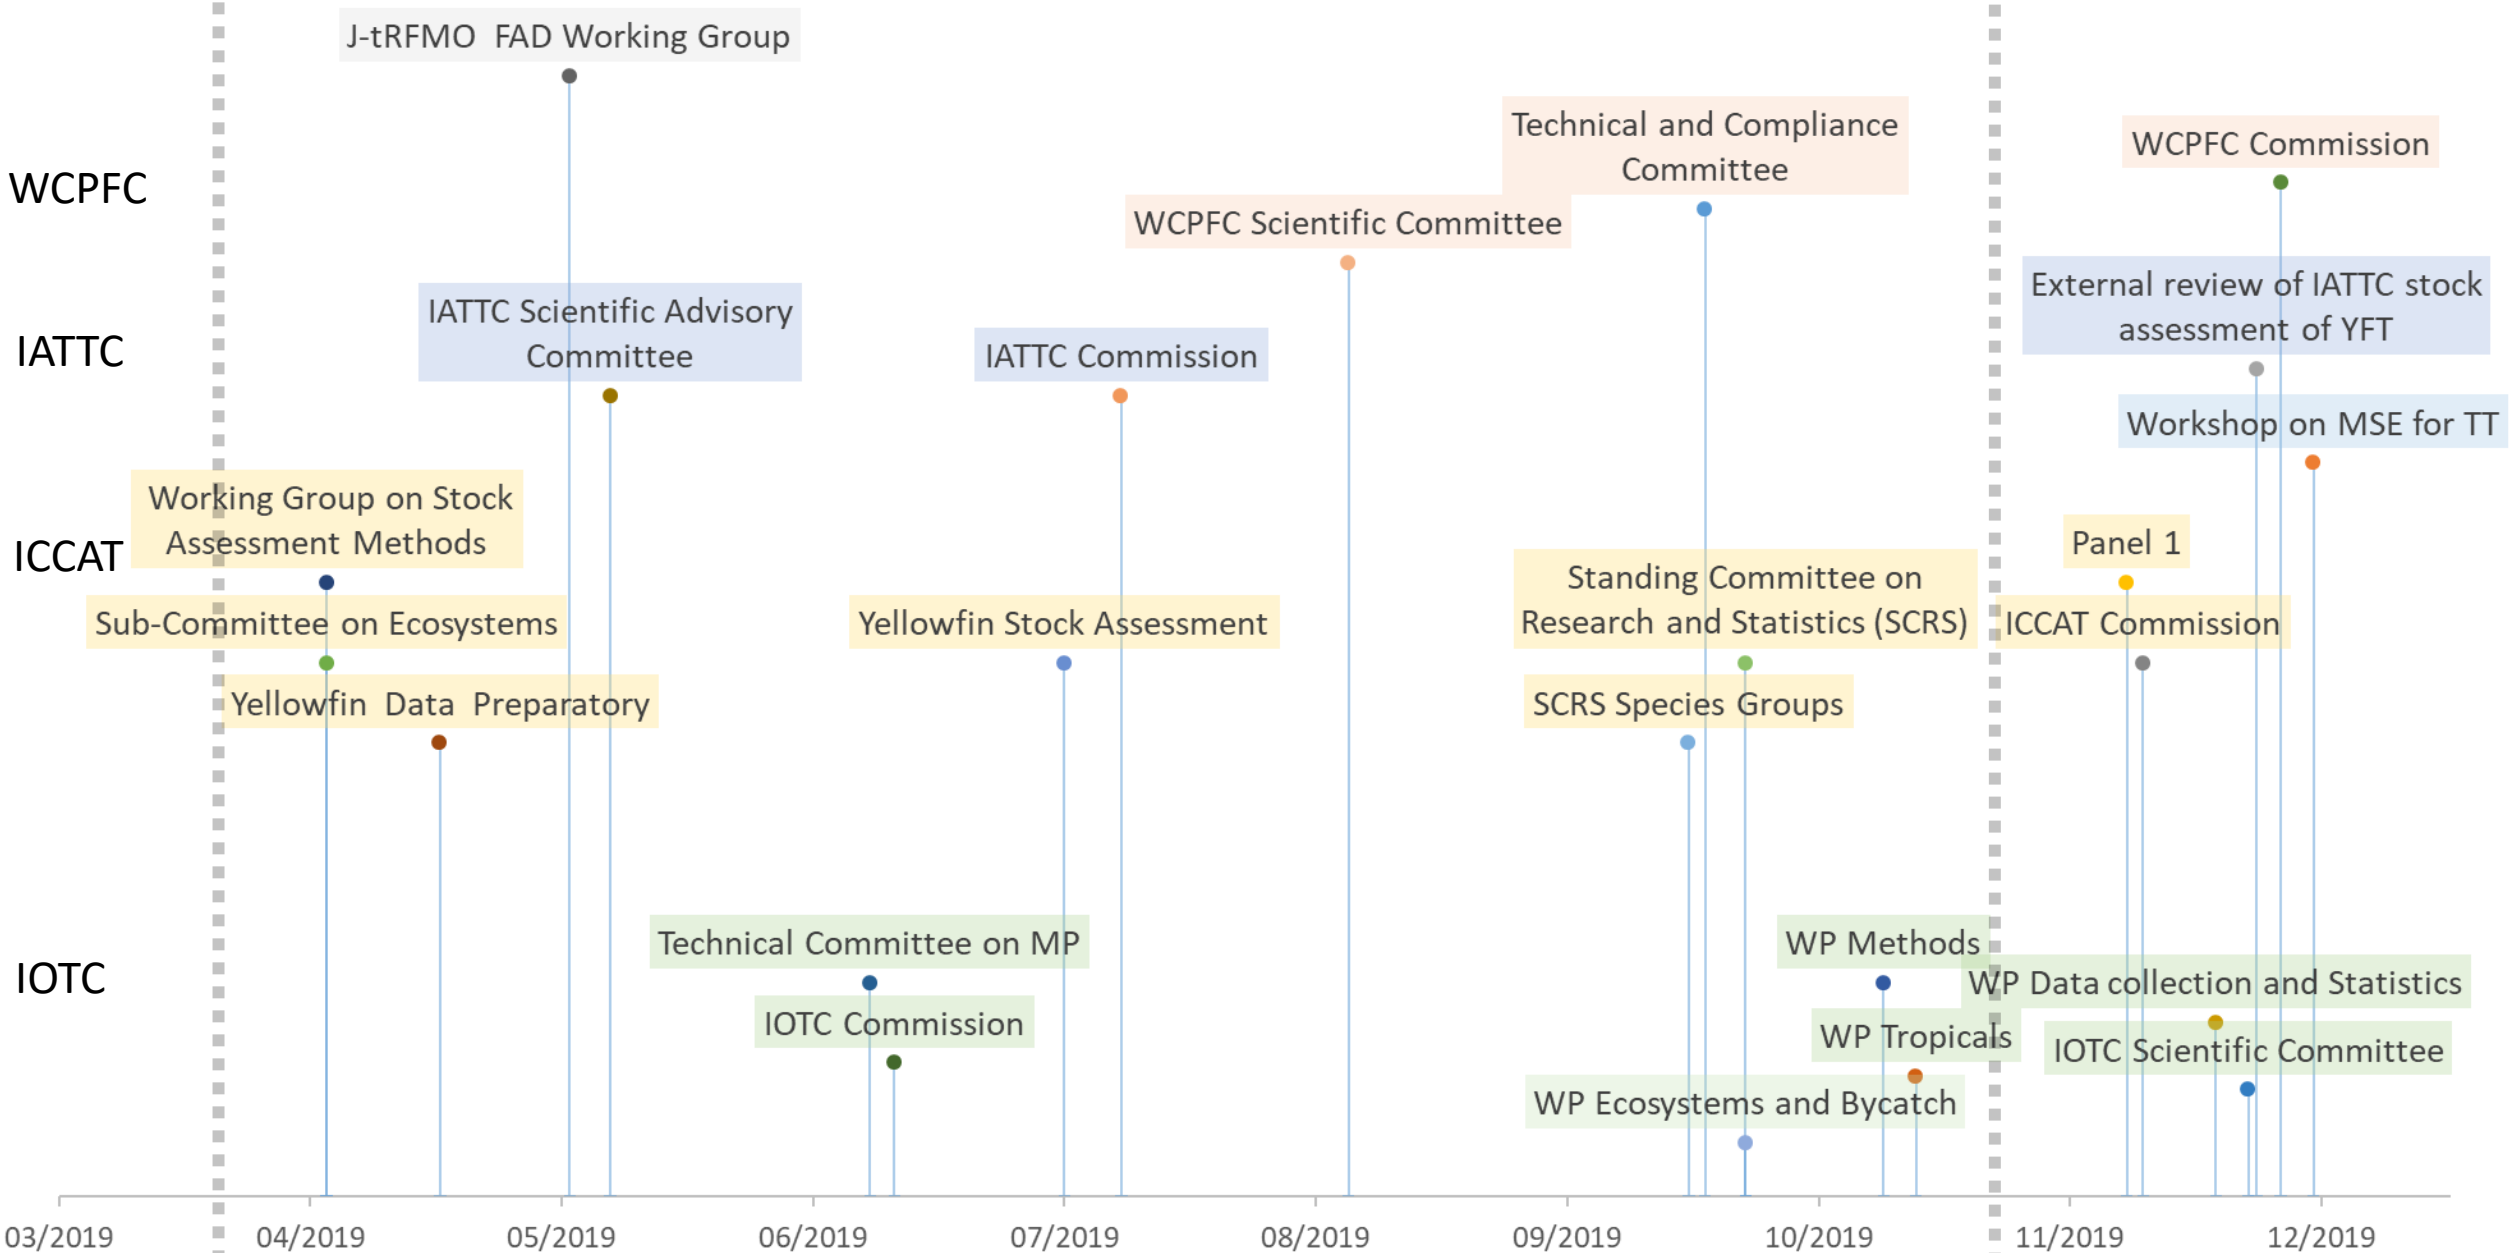 J-tRFMO FAD Working Group
WCPFC
Technical and Compliance
Committee
WCPFC Commission
WCPFC Scientific Committee
IATTC
IATTC Scientific Advisory
Committee
IATTC Commission
External review of IATTC stock
assessment of YFT
Workshop on MSE for TT
ICCAT
Working Group on Stock
Assessment Methods
Panel 1
Sub-Committee on Ecosystems
Yellowfin Stock Assessment
Standing Committee on
Research and Statistics (SCRS)
ICCAT Commission
Yellowfin Data Preparatory
SCRS Species Groups
IOTC
Technical Committee on MP
WP Methods
WP Data collection and Statistics
IOTC Commission
WP Tropicals
IOTC Scientific Committee
WP Ecosystems and Bycatch
03/2019 04/2019 05/2019 06/2019 07/2019 08/2019 09/2019 10/2019 11/2019 12/2019